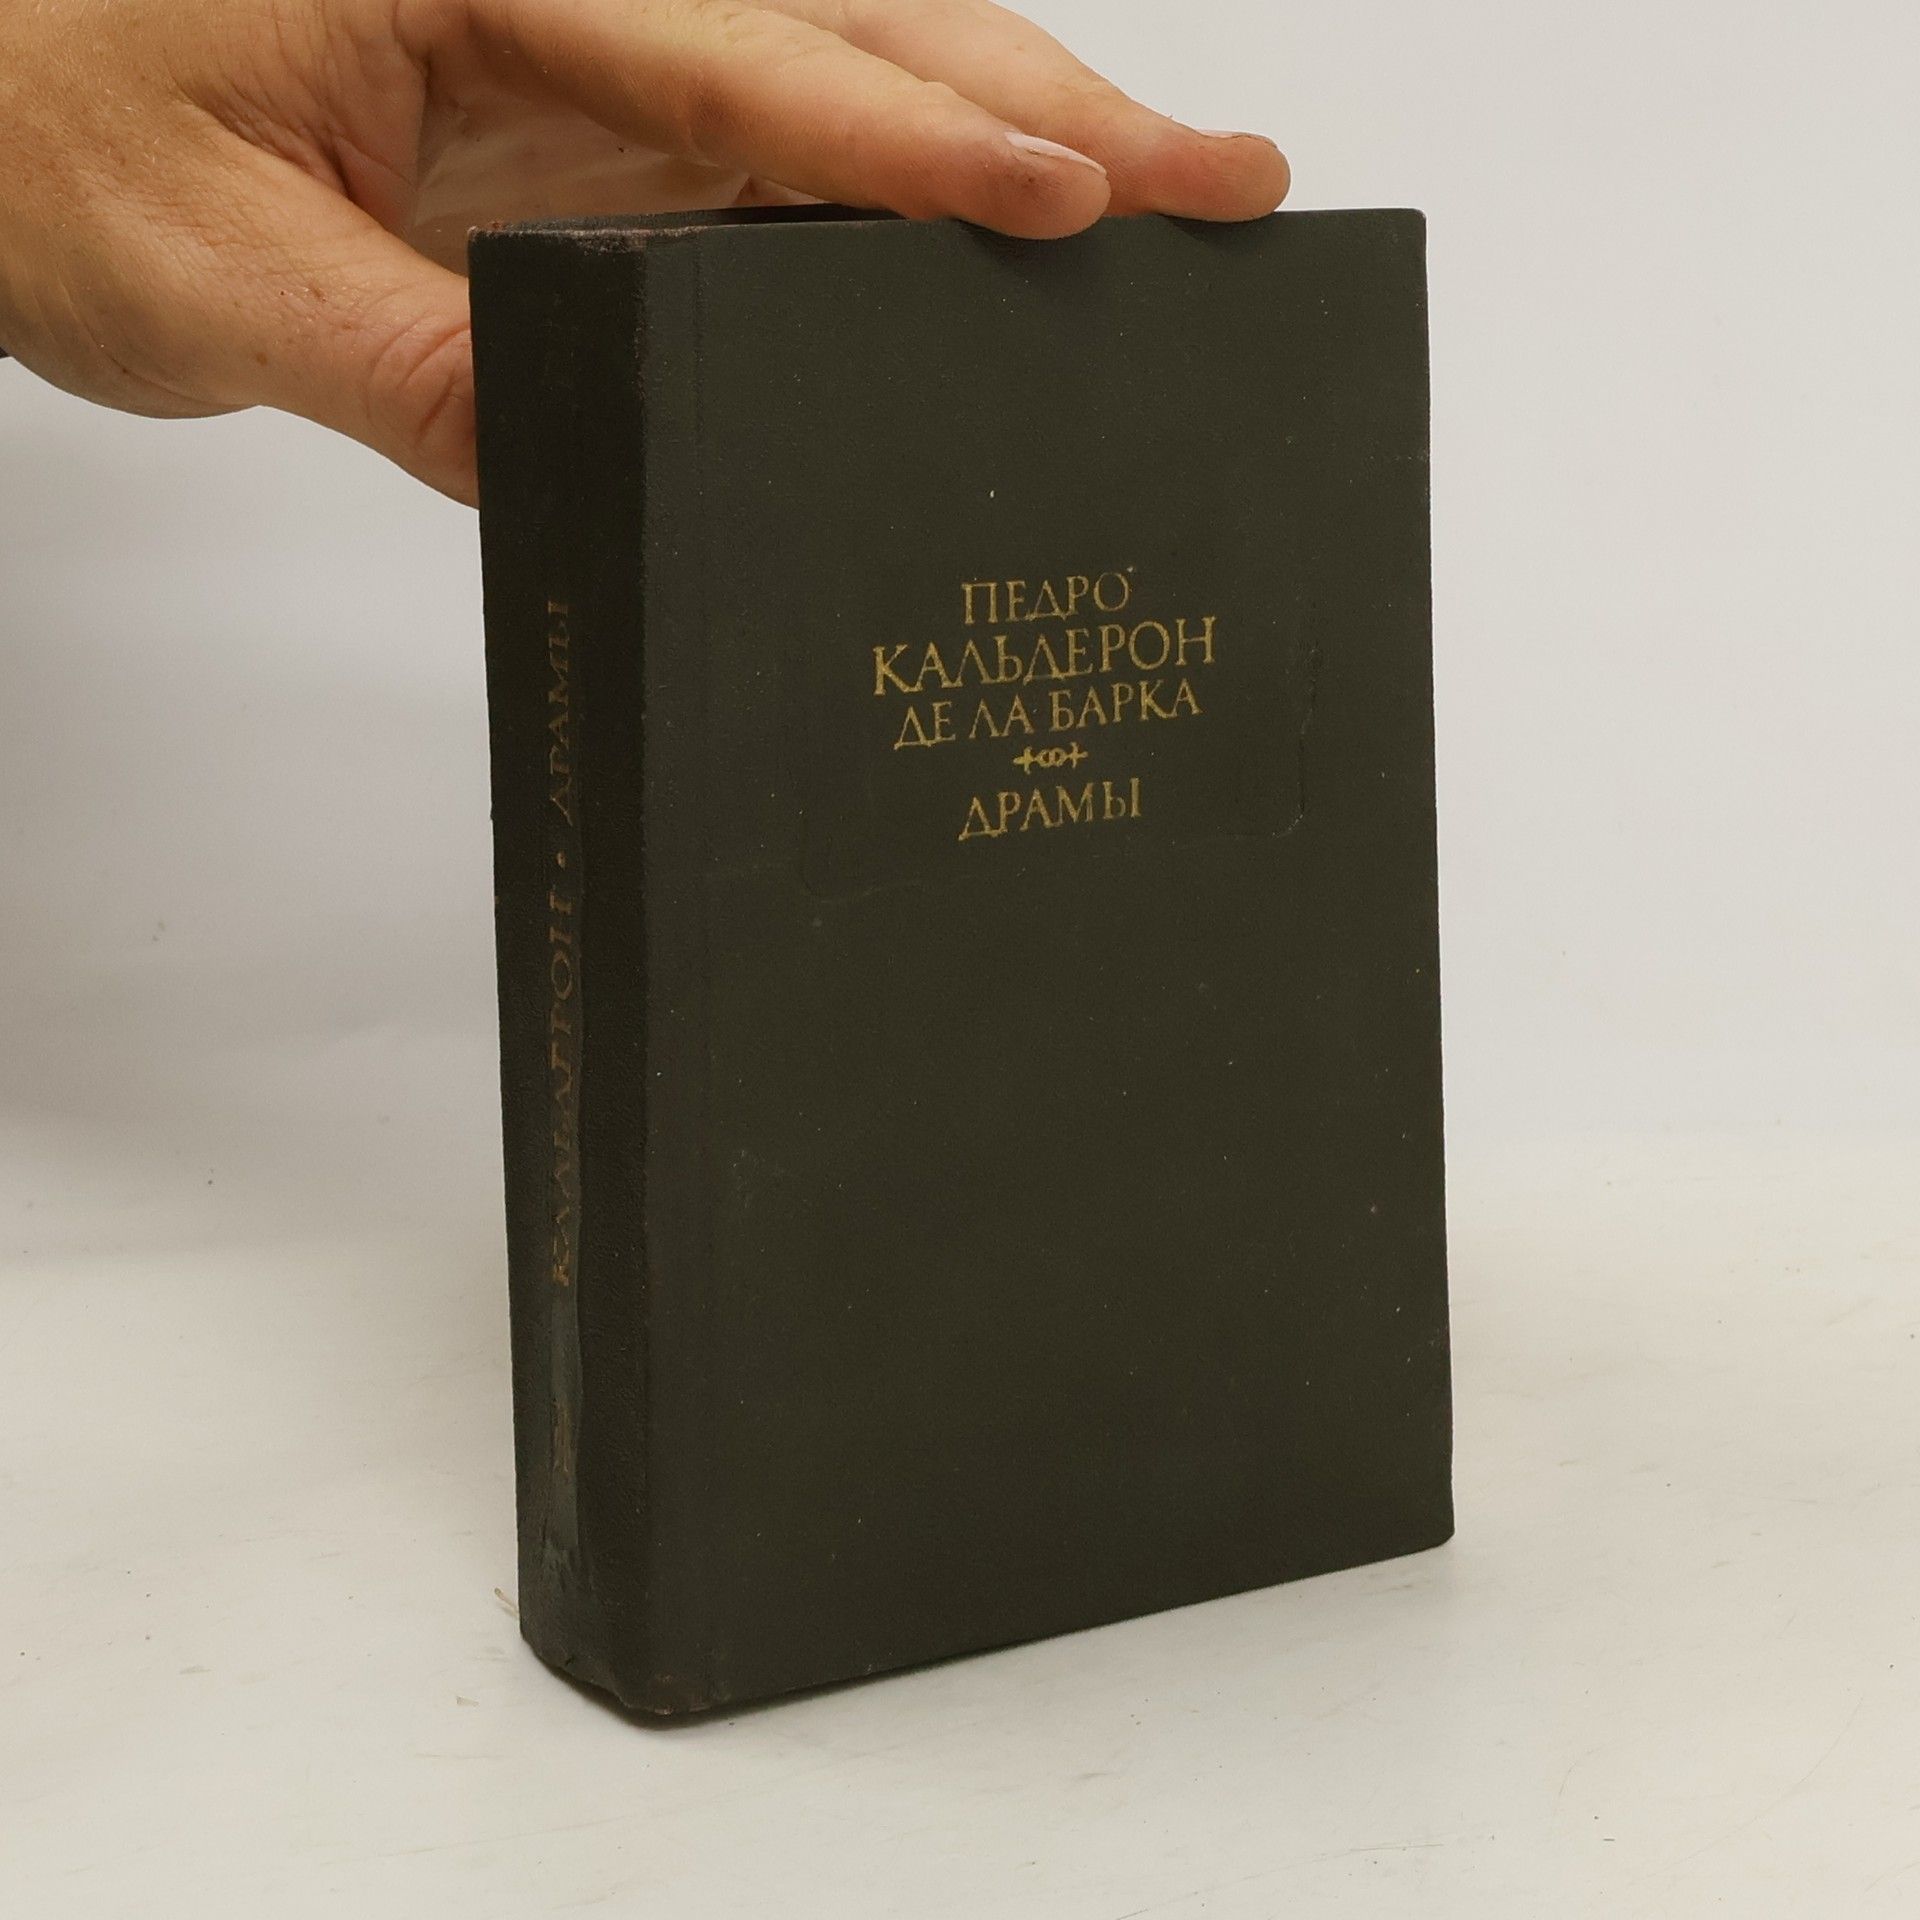 ПЕДРО
КАЛЬДЕРОН
ДЕ ЛА БАРКА
ДРАМЫ
КАЛЬДЕРОН • ДРАМЫ